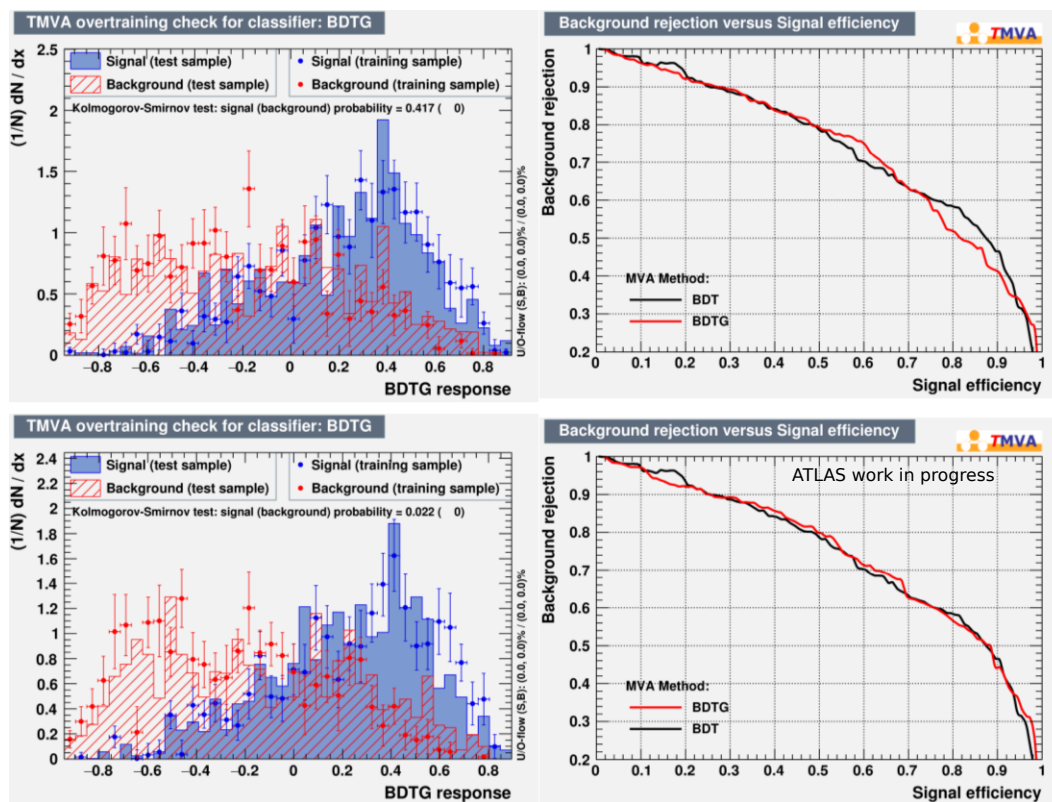 TMVA overtraining check for classifier: BDTG
(1/N) dN / dx
2.5
2
1.5
1
0.5
0
Signal (test sample)
Background (test sample)
Signal (training sample)
Background (training sample)
Kolmogorov-Smirnov test: signal (background) probability = 0.417 ( 0)
U/O-flow (S,B): (0.0, 0.0)% / (0.0, 0.0)%
−0.8 −0.6 −0.4 −0.2 0 0.2 0.4 0.6 0.8
BDTG response
Background rejection versus Signal efficiency
TMVA
Background rejection
1
0.9
0.8
0.7
0.6
0.5
0.4
0.3
0.2
MVA Method:
BDT
BDTG
0 0.1 0.2 0.3 0.4 0.5 0.6 0.7 0.8 0.9 1
Signal efficiency
TMVA overtraining check for classifier: BDTG
(1/N) dN / dx
2.4
2.2
2
1.8
1.6
1.4
1.2
1
0.8
0.6
0.4
0.2
0
Signal (test sample)
Background (test sample)
Signal (training sample)
Background (training sample)
Kolmogorov-Smirnov test: signal (background) probability = 0.022 ( 0)
U/O-flow (S,B): (0.0, 0.0)% / (0.0, 0.0)%
−0.8 −0.6 −0.4 −0.2 0 0.2 0.4 0.6 0.8
BDTG response
Background rejection versus Signal efficiency
TMVA
ATLAS work in progress
Background rejection
1
0.9
0.8
0.7
0.6
0.5
0.4
0.3
0.2
MVA Method:
BDTG
BDT
0 0.1 0.2 0.3 0.4 0.5 0.6 0.7 0.8 0.9 1
Signal efficiency